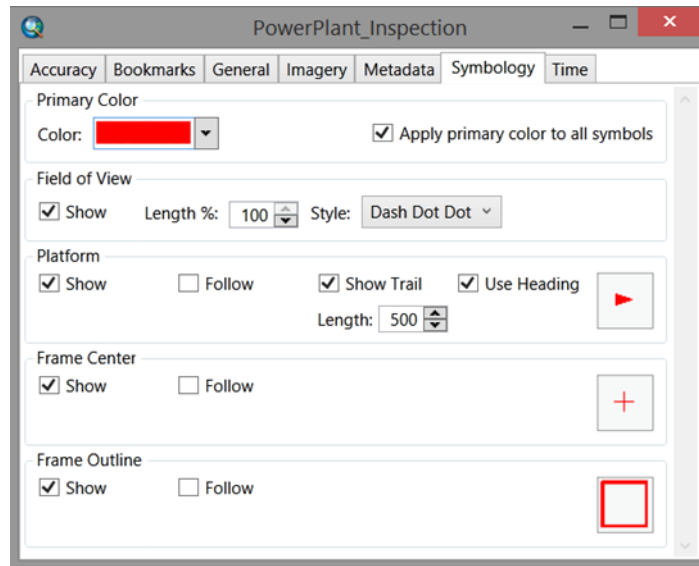 PowerPlant_Inspection
Accuracy Bookmarks General Imagery Metadata Symbology Time
Primary Color
Color: Apply primary color to all symbols
Field of View
Show Length %: 100 Style: Dash Dot Dot
Platform
Show Follow Show Trail Use Heading
Length: 500
Frame Center
Show Follow
Frame Outline
Show Follow